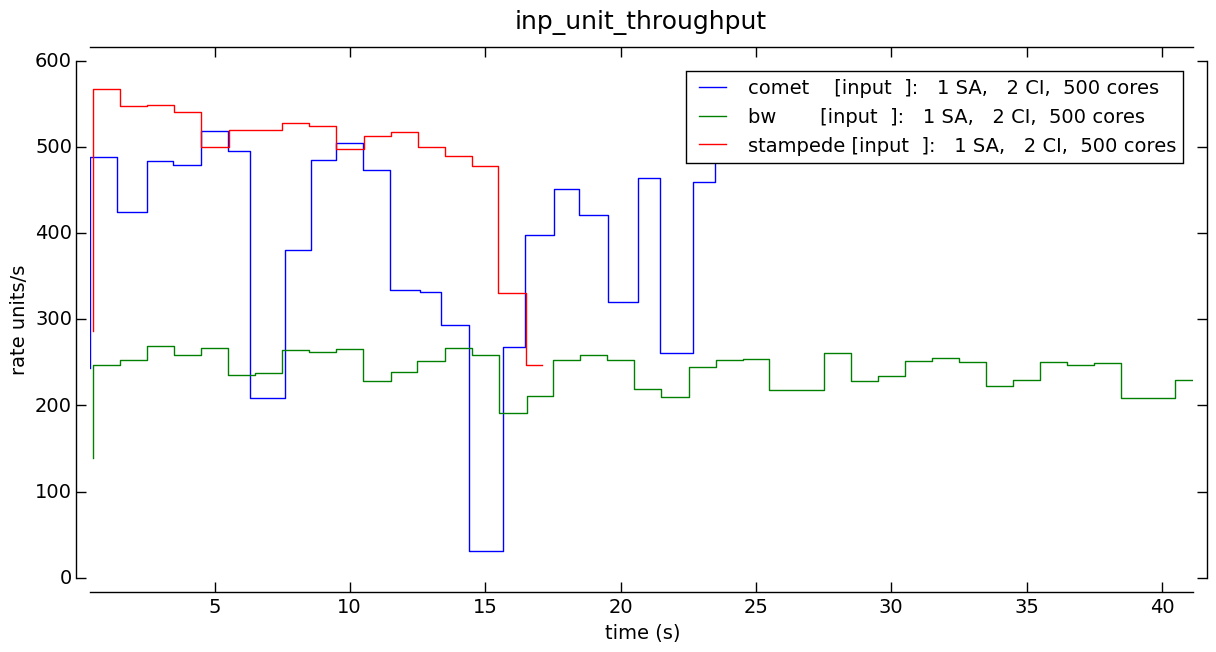 inp_unit_throughput
600
500
400
300
200
100
0
rate units/s
comet [input ]: 1 SA, 2 CI, 500 cores
bw [input ]: 1 SA, 2 CI, 500 cores
stampede [input ]: 1 SA, 2 CI, 500 cores
5 10 15 20 25 30 35 40
time (s)